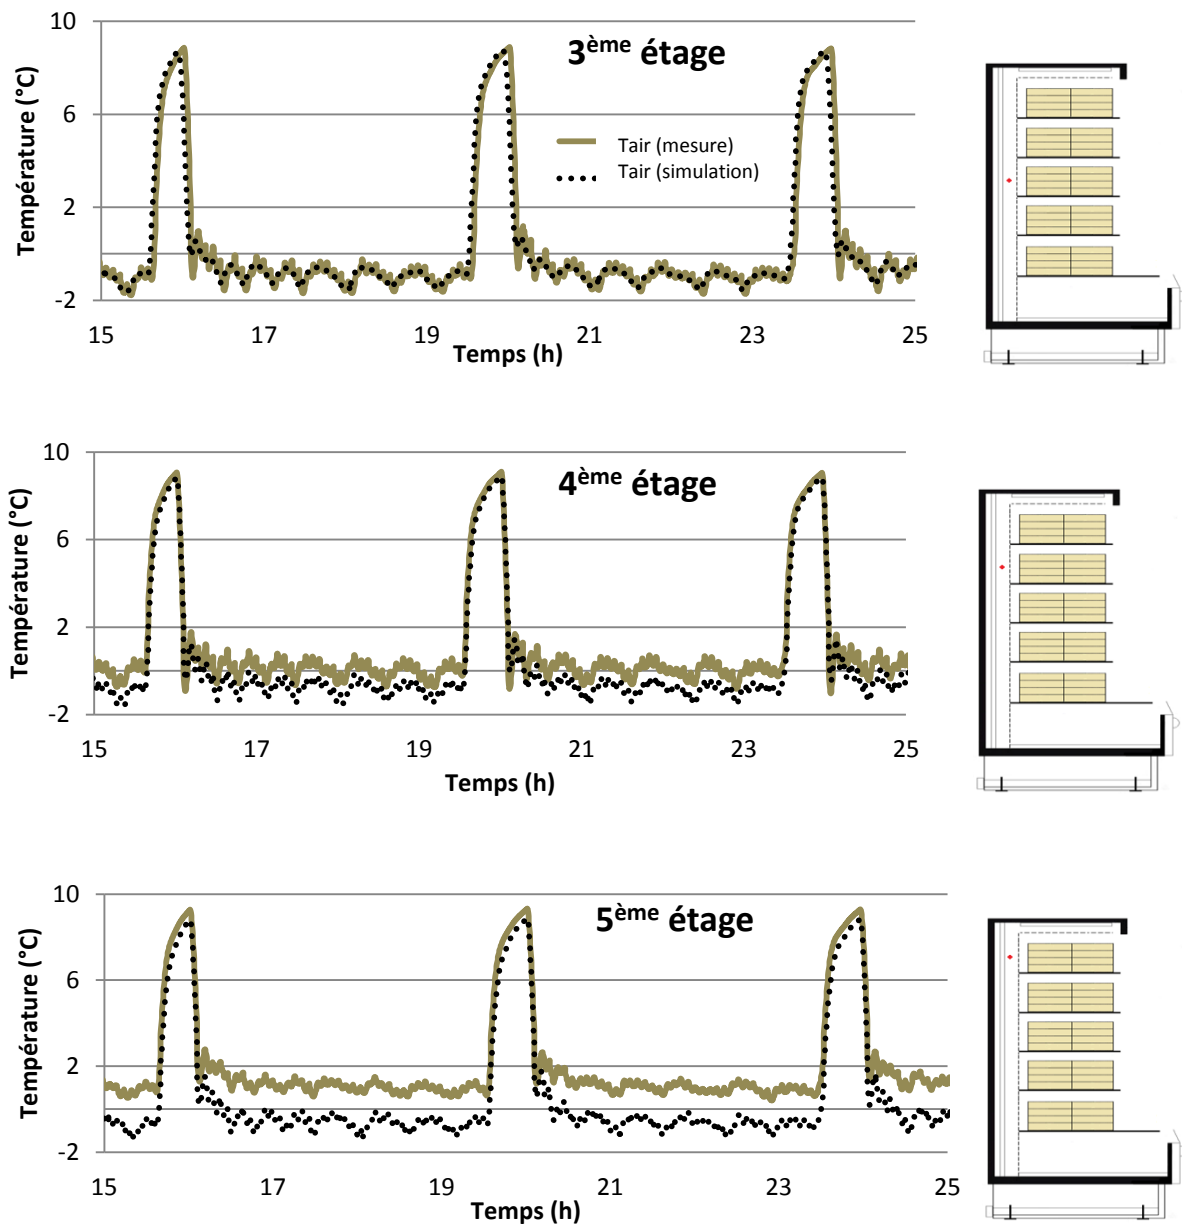 10
6
2
-2
Température (°C)
3ème étage
Tair (mesure)
Tair (simulation)
15 17 19 21 23 25
Temps (h)
10
6
2
-2
Température (°C)
4ème étage
15 17 19 21 23 25
Temps (h)
10
6
2
-2
Température (°C)
5ème étage
15 17 19 21 23 25
Temps (h)